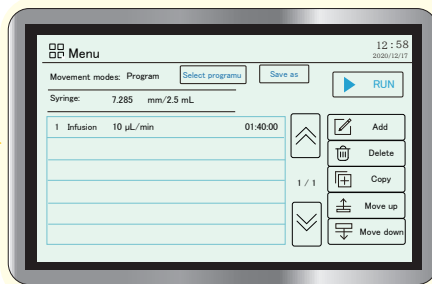 Menu
12:58
2020/12/17
Movement modes: Program
Select programu
Save as
RUN
Syringe: 7.285 mm/2.5 mL
1 Infusion 10 µL/min 01:40:00
Add
Delete
1 / 1
Copy
Move up
Move down